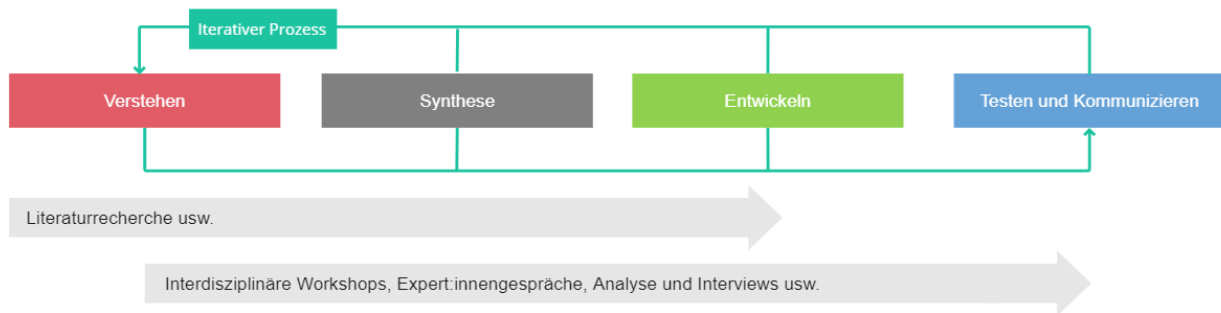 Iterativer Prozess
Verstehen
Synthese
Entwickeln
Testen und Kommunizieren
Literaturrecherche usw.
Interdisziplinäre Workshops, Expert:innengespräche, Analyse und Interviews usw.